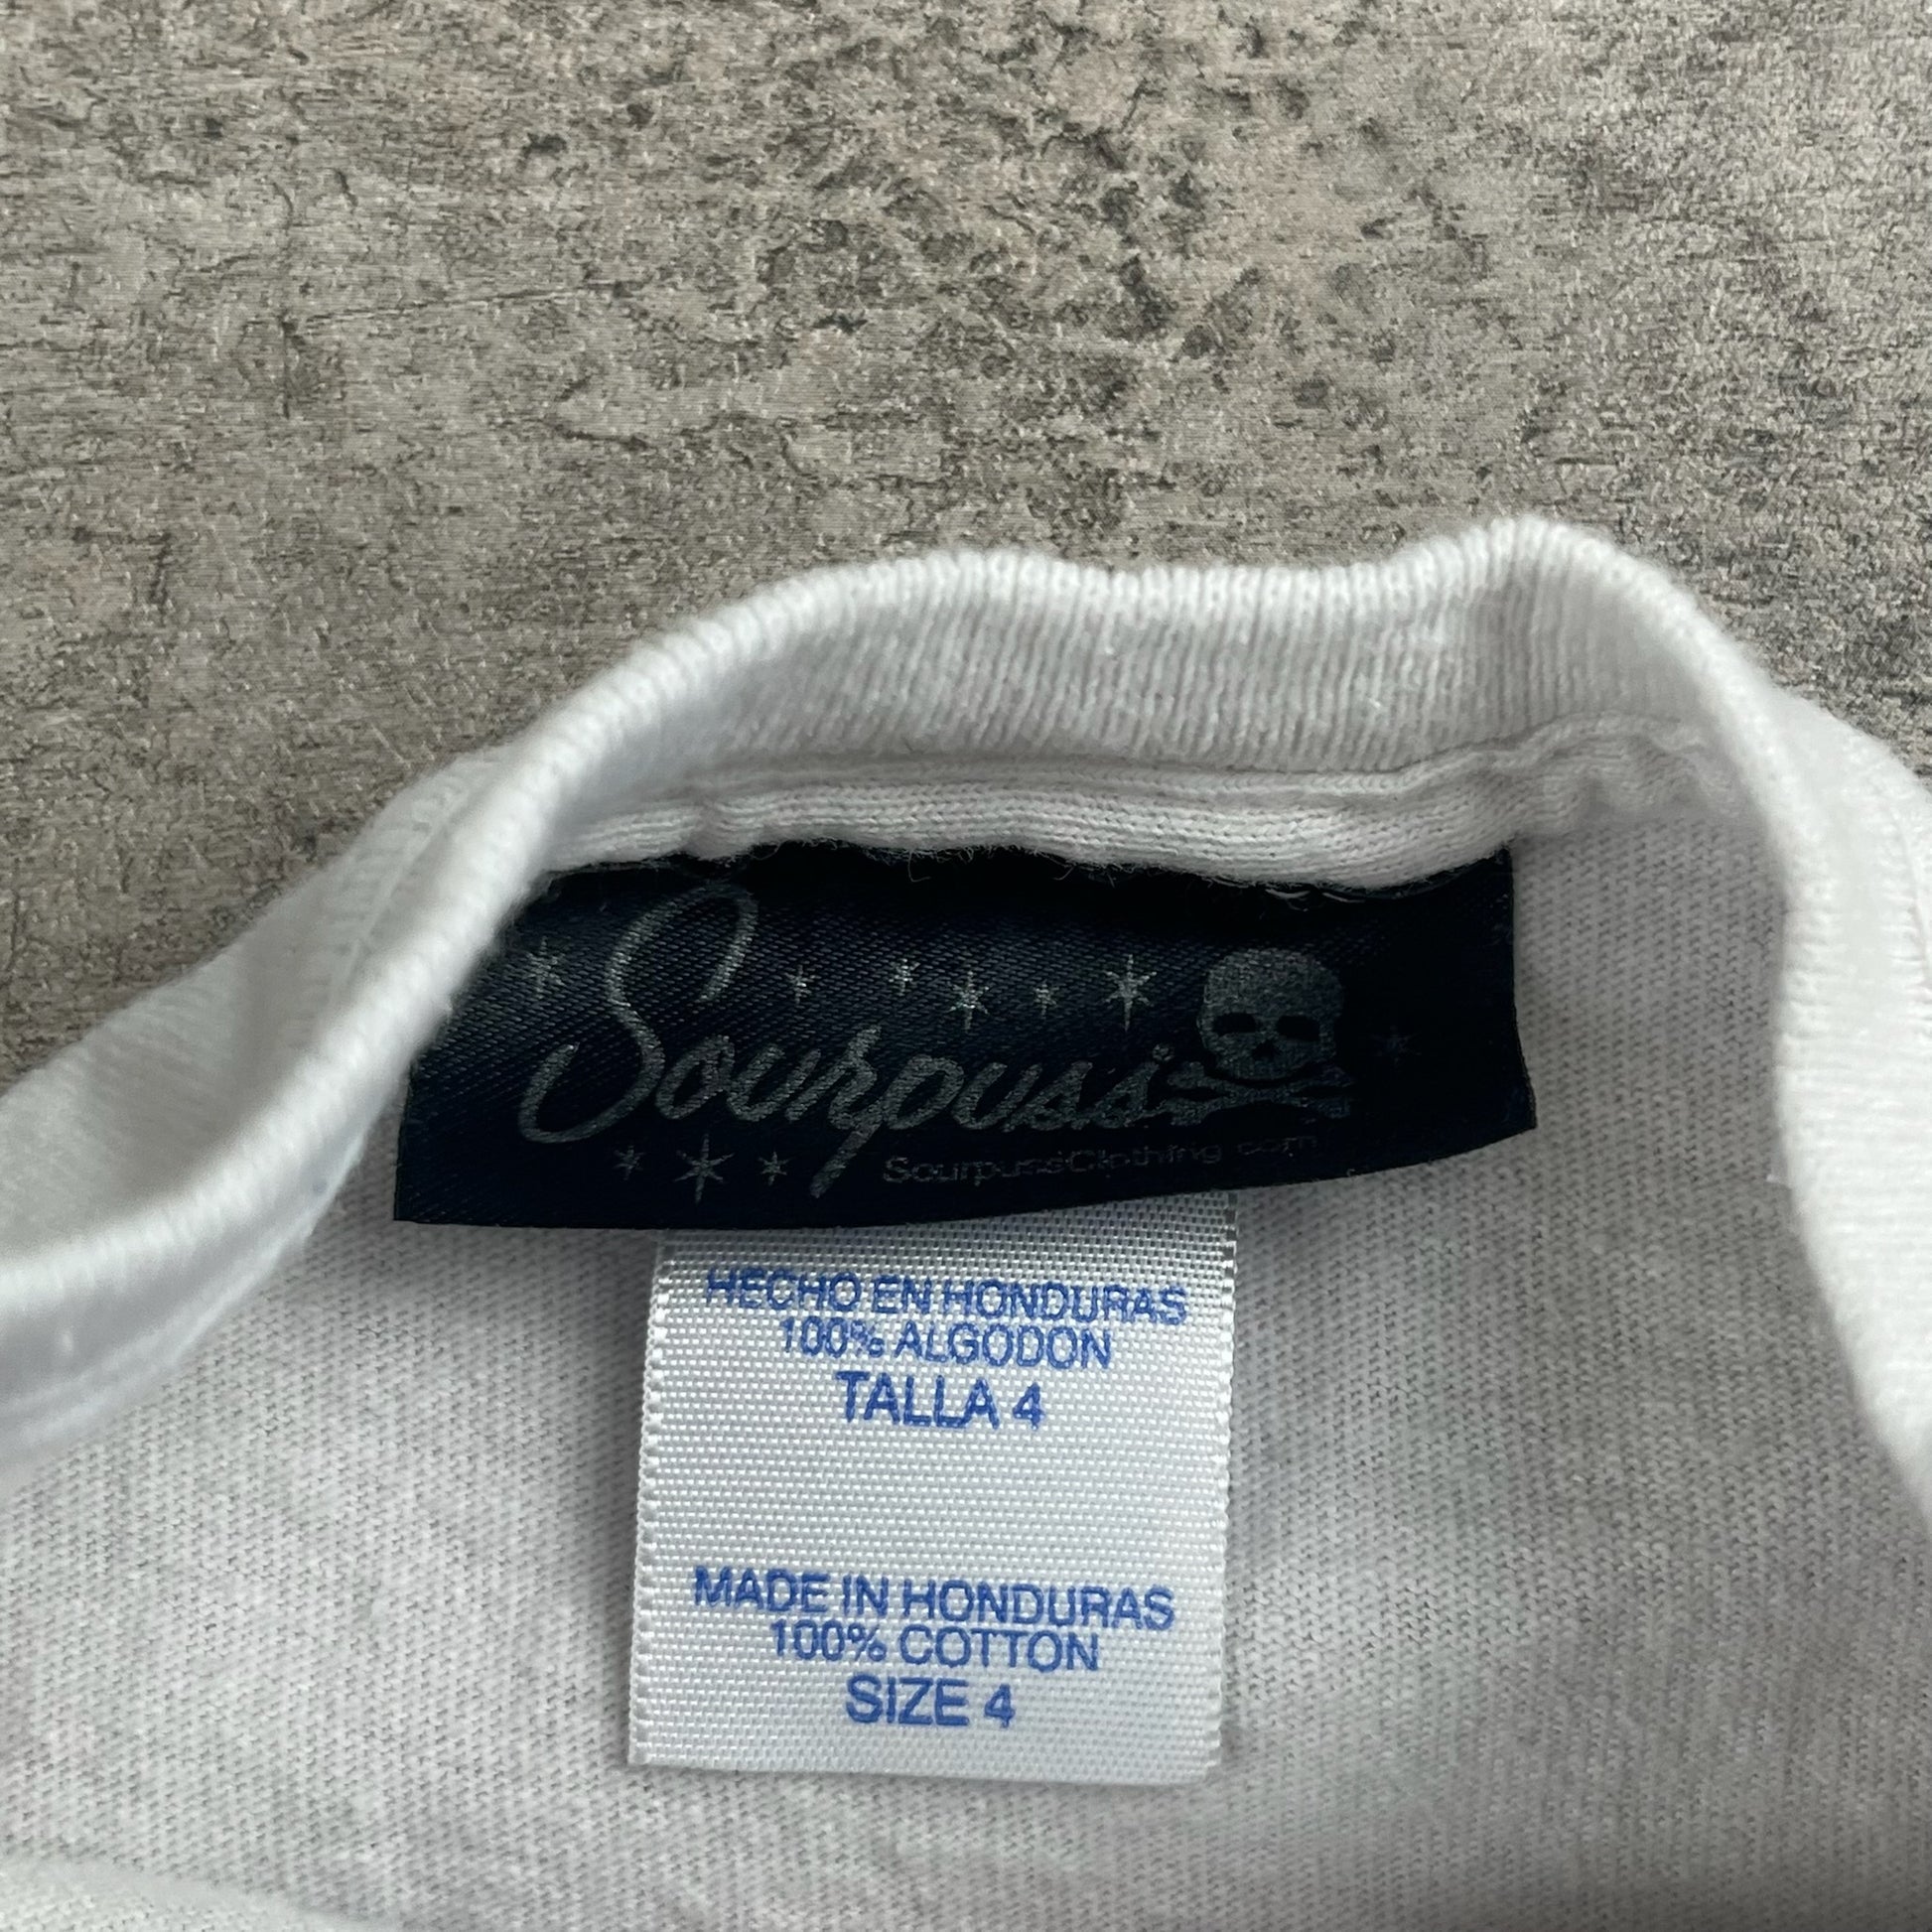 Sourpuss
SourpussClothing.com
HECHO EN HONDURAS
100% ALGODON
TALLA 4
MADE IN HONDURAS
100% COTTON
SIZE 4